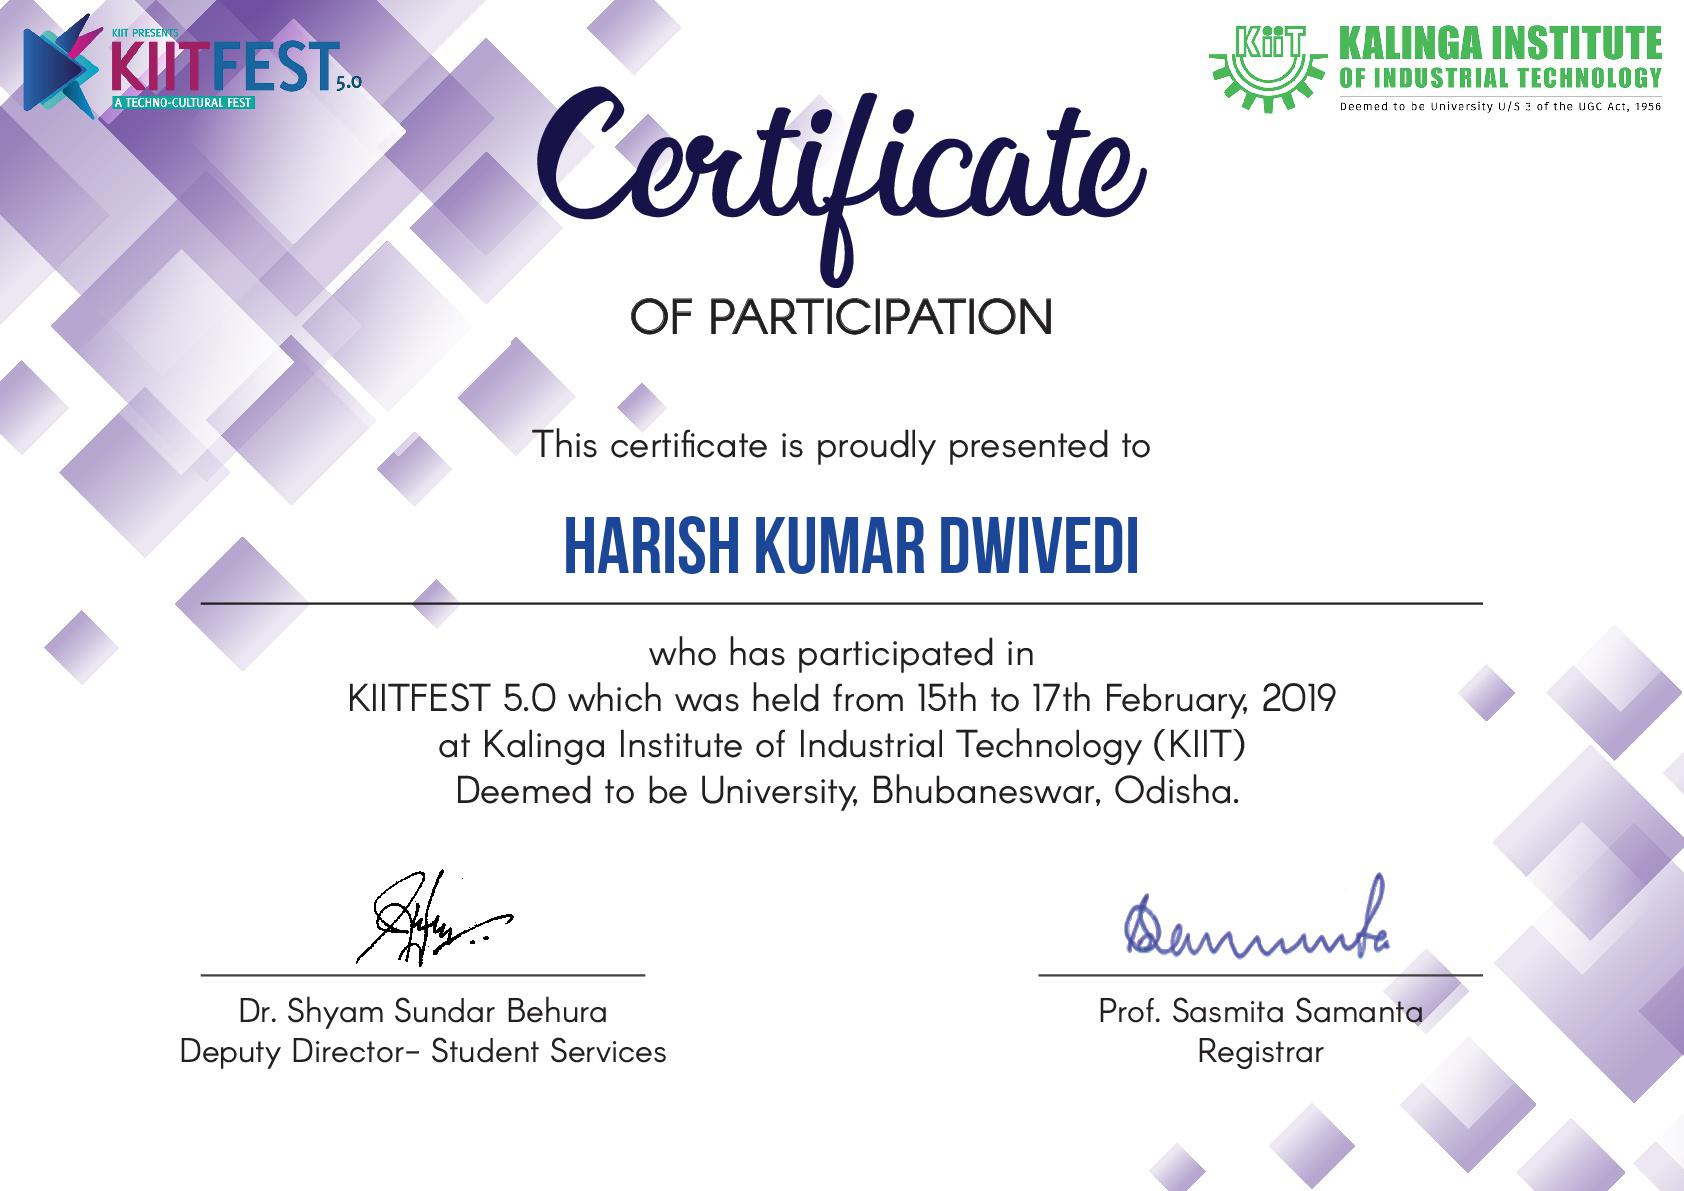 KIIT PRESENTS
KIITFEST 5.0
A TECHNO-CULTURAL FEST
KiiT
KALINGA INSTITUTE
OF INDUSTRIAL TECHNOLOGY
Deemed to be University U/S 3 of the UGC Act, 1956
Certificate
OF PARTICIPATION
This certificate is proudly presented to
HARISH KUMAR DWIVEDI
who has participated in
KIITFEST 5.0 which was held from 15th to 17th February, 2019
at Kalinga Institute of Industrial Technology (KIIT)
Deemed to be University, Bhubaneswar, Odisha.
Dr. Shyam Sundar Behura
Deputy Director- Student Services
Prof. Sasmita Samanta
Registrar